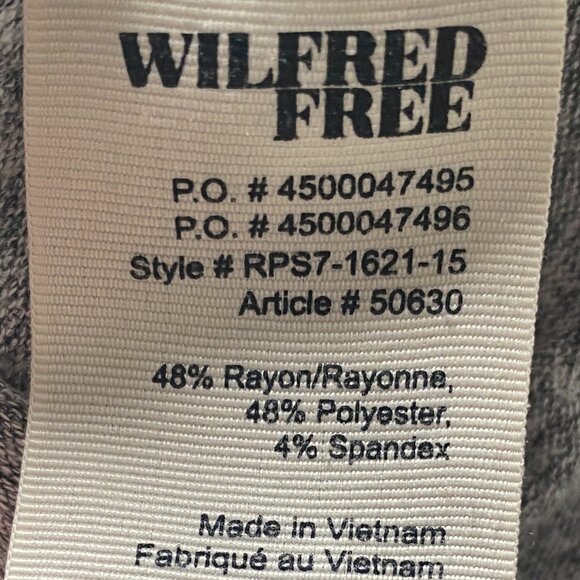 WILFRED
FREE
P.O. # 4500047495
P.O. # 4500047496
Style # RPS7-1621-15
Article # 50630
48% Rayon/Rayonne,
48% Polyester,
4% Spandex
Made in Vietnam
Fabriqué au Vietnam